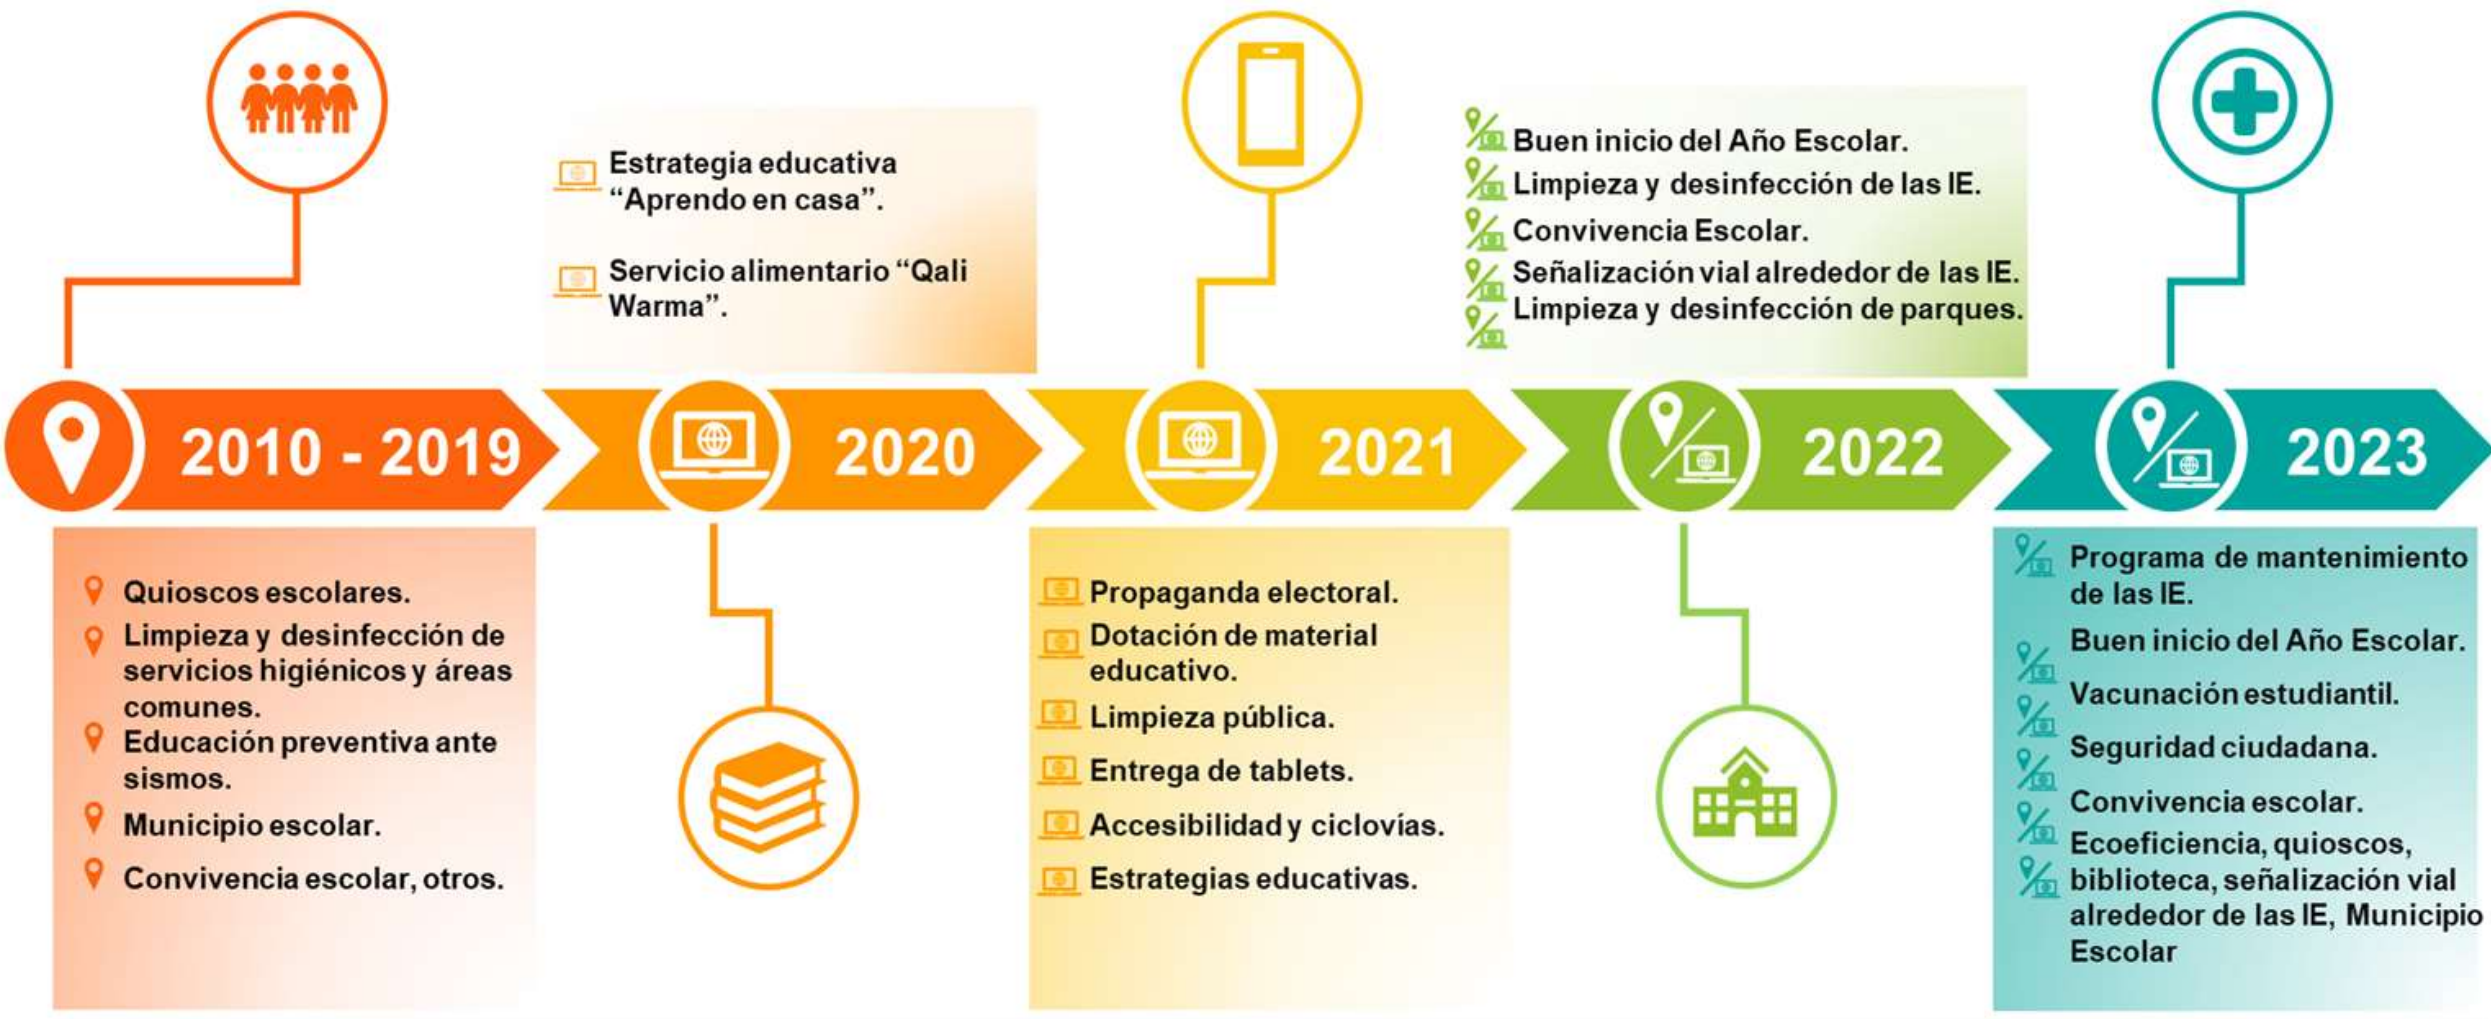 2010 - 2019
Quioscos escolares.
Limpieza y desinfección de
servicios higiénicos y áreas
comunes.
Educación preventiva ante
sismos.
Municipio escolar.
Convivencia escolar, otros.
Estrategia educativa
“Aprendo en casa”.
Servicio alimentario “Qali
Warma”.
2020
2021
Propaganda electoral.
Dotación de material
educativo.
Limpieza pública.
Entrega de tablets.
Accesibilidad y ciclovías.
Estrategias educativas.
Buen inicio del Año Escolar.
Limpieza y desinfección de las IE.
Convivencia Escolar.
Señalización vial alrededor de las IE.
Limpieza y desinfección de parques.
2022
2023
Programa de mantenimiento
de las IE.
Buen inicio del Año Escolar.
Vacunación estudiantil.
Seguridad ciudadana.
Convivencia escolar.
Ecoeficiencia, quioscos,
biblioteca, señalización vial
alrededor de las IE, Municipio
Escolar